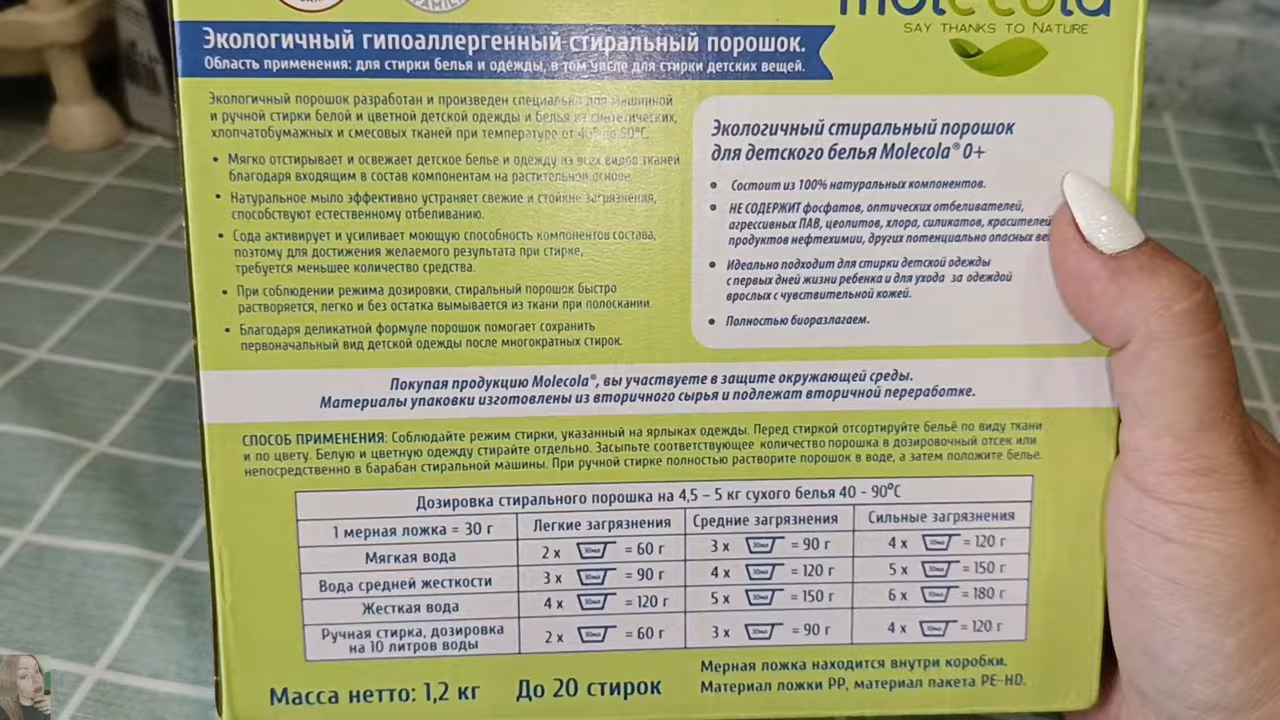 molecola
SAY THANKS TO NATURE
Экологичный гипоаллергенный стиральный порошок.
Область применения: для стирки белья и одежды, в том числе для стирки детских вещей.
Экологичный порошок разработан и произведен специально для машинной
и ручной стирки белой и цветной детской одежды и белья из синтетических,
хлопчатобумажных и смесовых тканей при температуре от 40° до 90°С.
• Мягко отстирывает и освежает детское белье и одежду из всех видов тканей
благодаря входящим в состав компонентам на растительной основе.
• Натуральное мыло эффективно устраняет свежие и стойкие загрязнения,
способствуют естественному отбеливанию.
• Сода активирует и усиливает моющую способность компонентов состава,
поэтому для достижения желаемого результата при стирке,
требуется меньшее количество средства.
• При соблюдении режима дозировки, стиральный порошок быстро
растворяется, легко и без остатка вымывается из ткани при полоскании.
• Благодаря деликатной формуле порошок помогает сохранить
первоначальный вид детской одежды после многократных стирок.
Экологичный стиральный порошок
для детского белья Molecola® 0+
• Состоит из 100% натуральных компонентов.
• НЕ СОДЕРЖИТ фосфатов, оптических отбеливателей,
агрессивных ПАВ, цеолитов, хлора, силикатов, красителей
продуктов нефтехимии, других потенциально опасных
• Идеально подходит для стирки детской одежды
с первых дней жизни ребенка и для ухода за одеждой
врослых с чувствительной кожей.
• Полностью биоразлагаем.
Покупая продукцию Molecola®, вы участвуете в защите окружающей среды.
Материалы упаковки изготовлены из вторичного сырья и подлежат вторичной переработке.
СПОСОБ ПРИМЕНЕНИЯ: Соблюдайте режим стирки, указанный на ярлыках одежды. Перед стиркой отсортируйте бельё по виду ткани
и по цвету. Белую и цветную одежду стирайте отдельно. Засыпьте соответствующее количество порошка в дозировочный отсек или
непосредственно в барабан стиральной машины. При ручной стирке полностью растворите порошок в воде, а затем положите белье.
Дозировка стирального порошка на 4,5 – 5 кг сухого белья 40 - 90°С
1 мерная ложка = 30 г Легкие загрязнения Средние загрязнения Сильные загрязнения
Мягкая вода 2 х 30мл = 60 г 3 х 30мл = 90 г 4 х 30мл = 120 г
Вода средней жесткости 3 х 30мл = 90 г 4 х 30мл = 120 г 5 х 30мл = 150 г
Жесткая вода 4 х 30мл = 120 г 5 х 30мл = 150 г 6 х 30мл = 180 г
Ручная стирка, дозировка
на 10 литров воды 2 х 30мл = 60 г 3 х 30мл = 90 г 4 х 30мл = 120 г
Масса нетто: 1,2 кг До 20 стирок
Мерная ложка находится внутри коробки.
Материал ложки PP, материал пакета PE-HD.